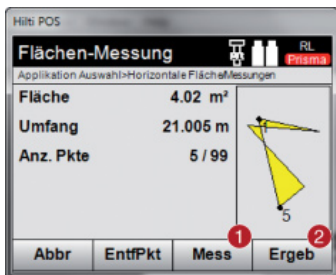 Hilti POS
Flächen-Messung
RL
Prisma
Applikation Auswahl>Horizontale FlächeMessungen
Fläche 4.02 m²
Umfang 21.005 m
Anz. Pkte 5 / 99
1
5
1 2
Abbr EntfPkt Mess Ergeb